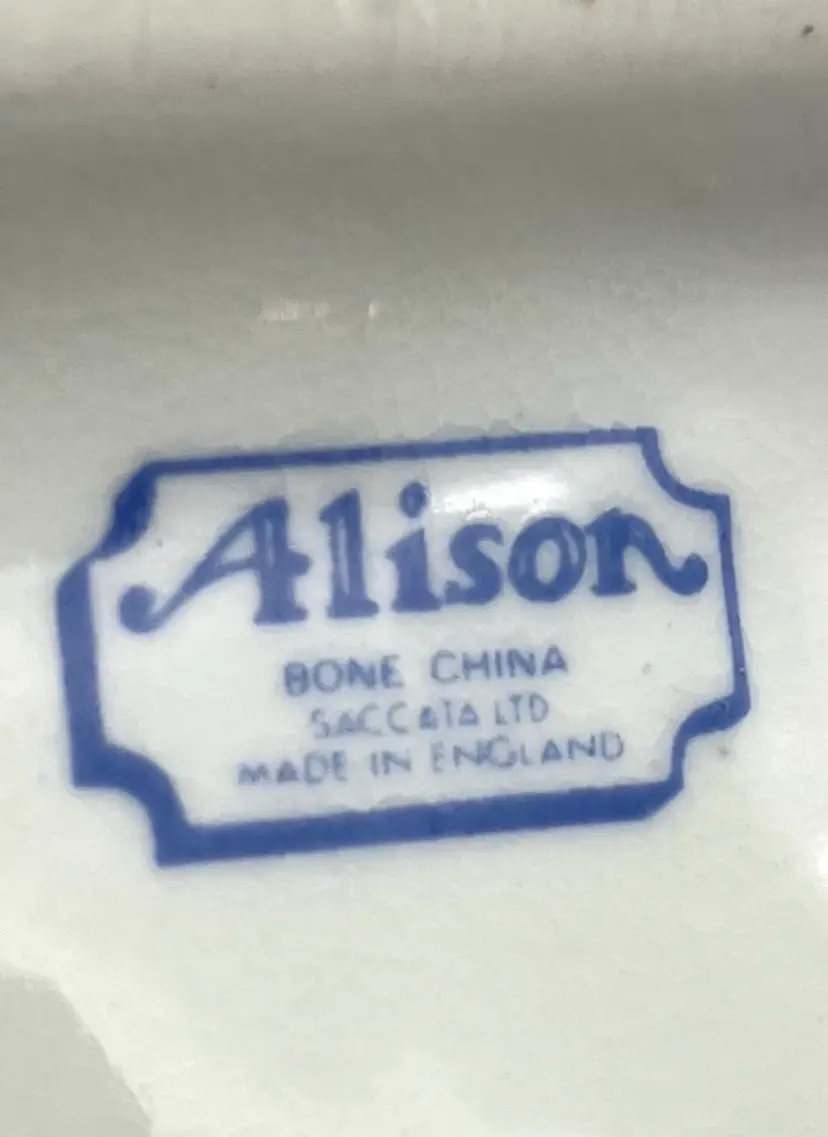 Alison
BONE CHINA
SACCATA LTD
MADE IN ENGLAND